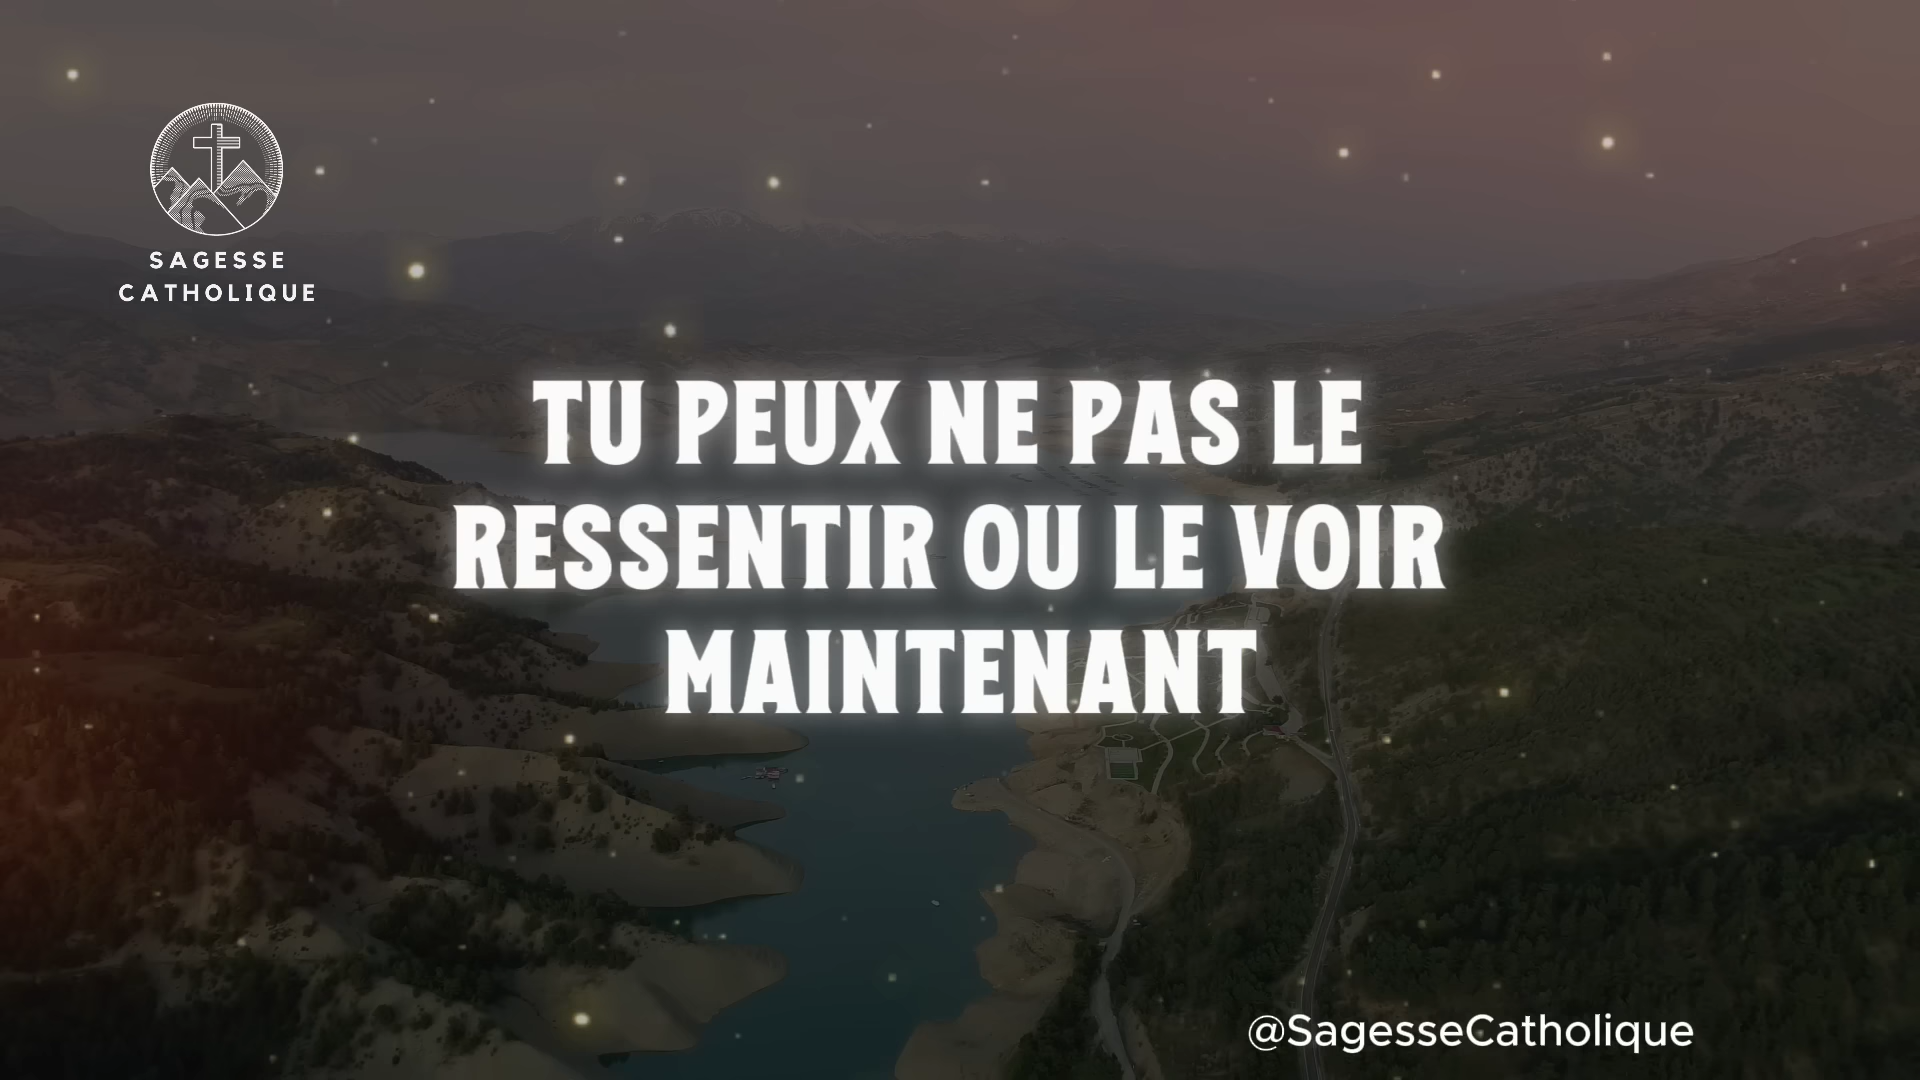 SAGESSE
CATHOLIQUE
TU PEUX NE PAS LE
RESSENTIR OU LE VOIR
MAINTENANT
@SagesseCatholique